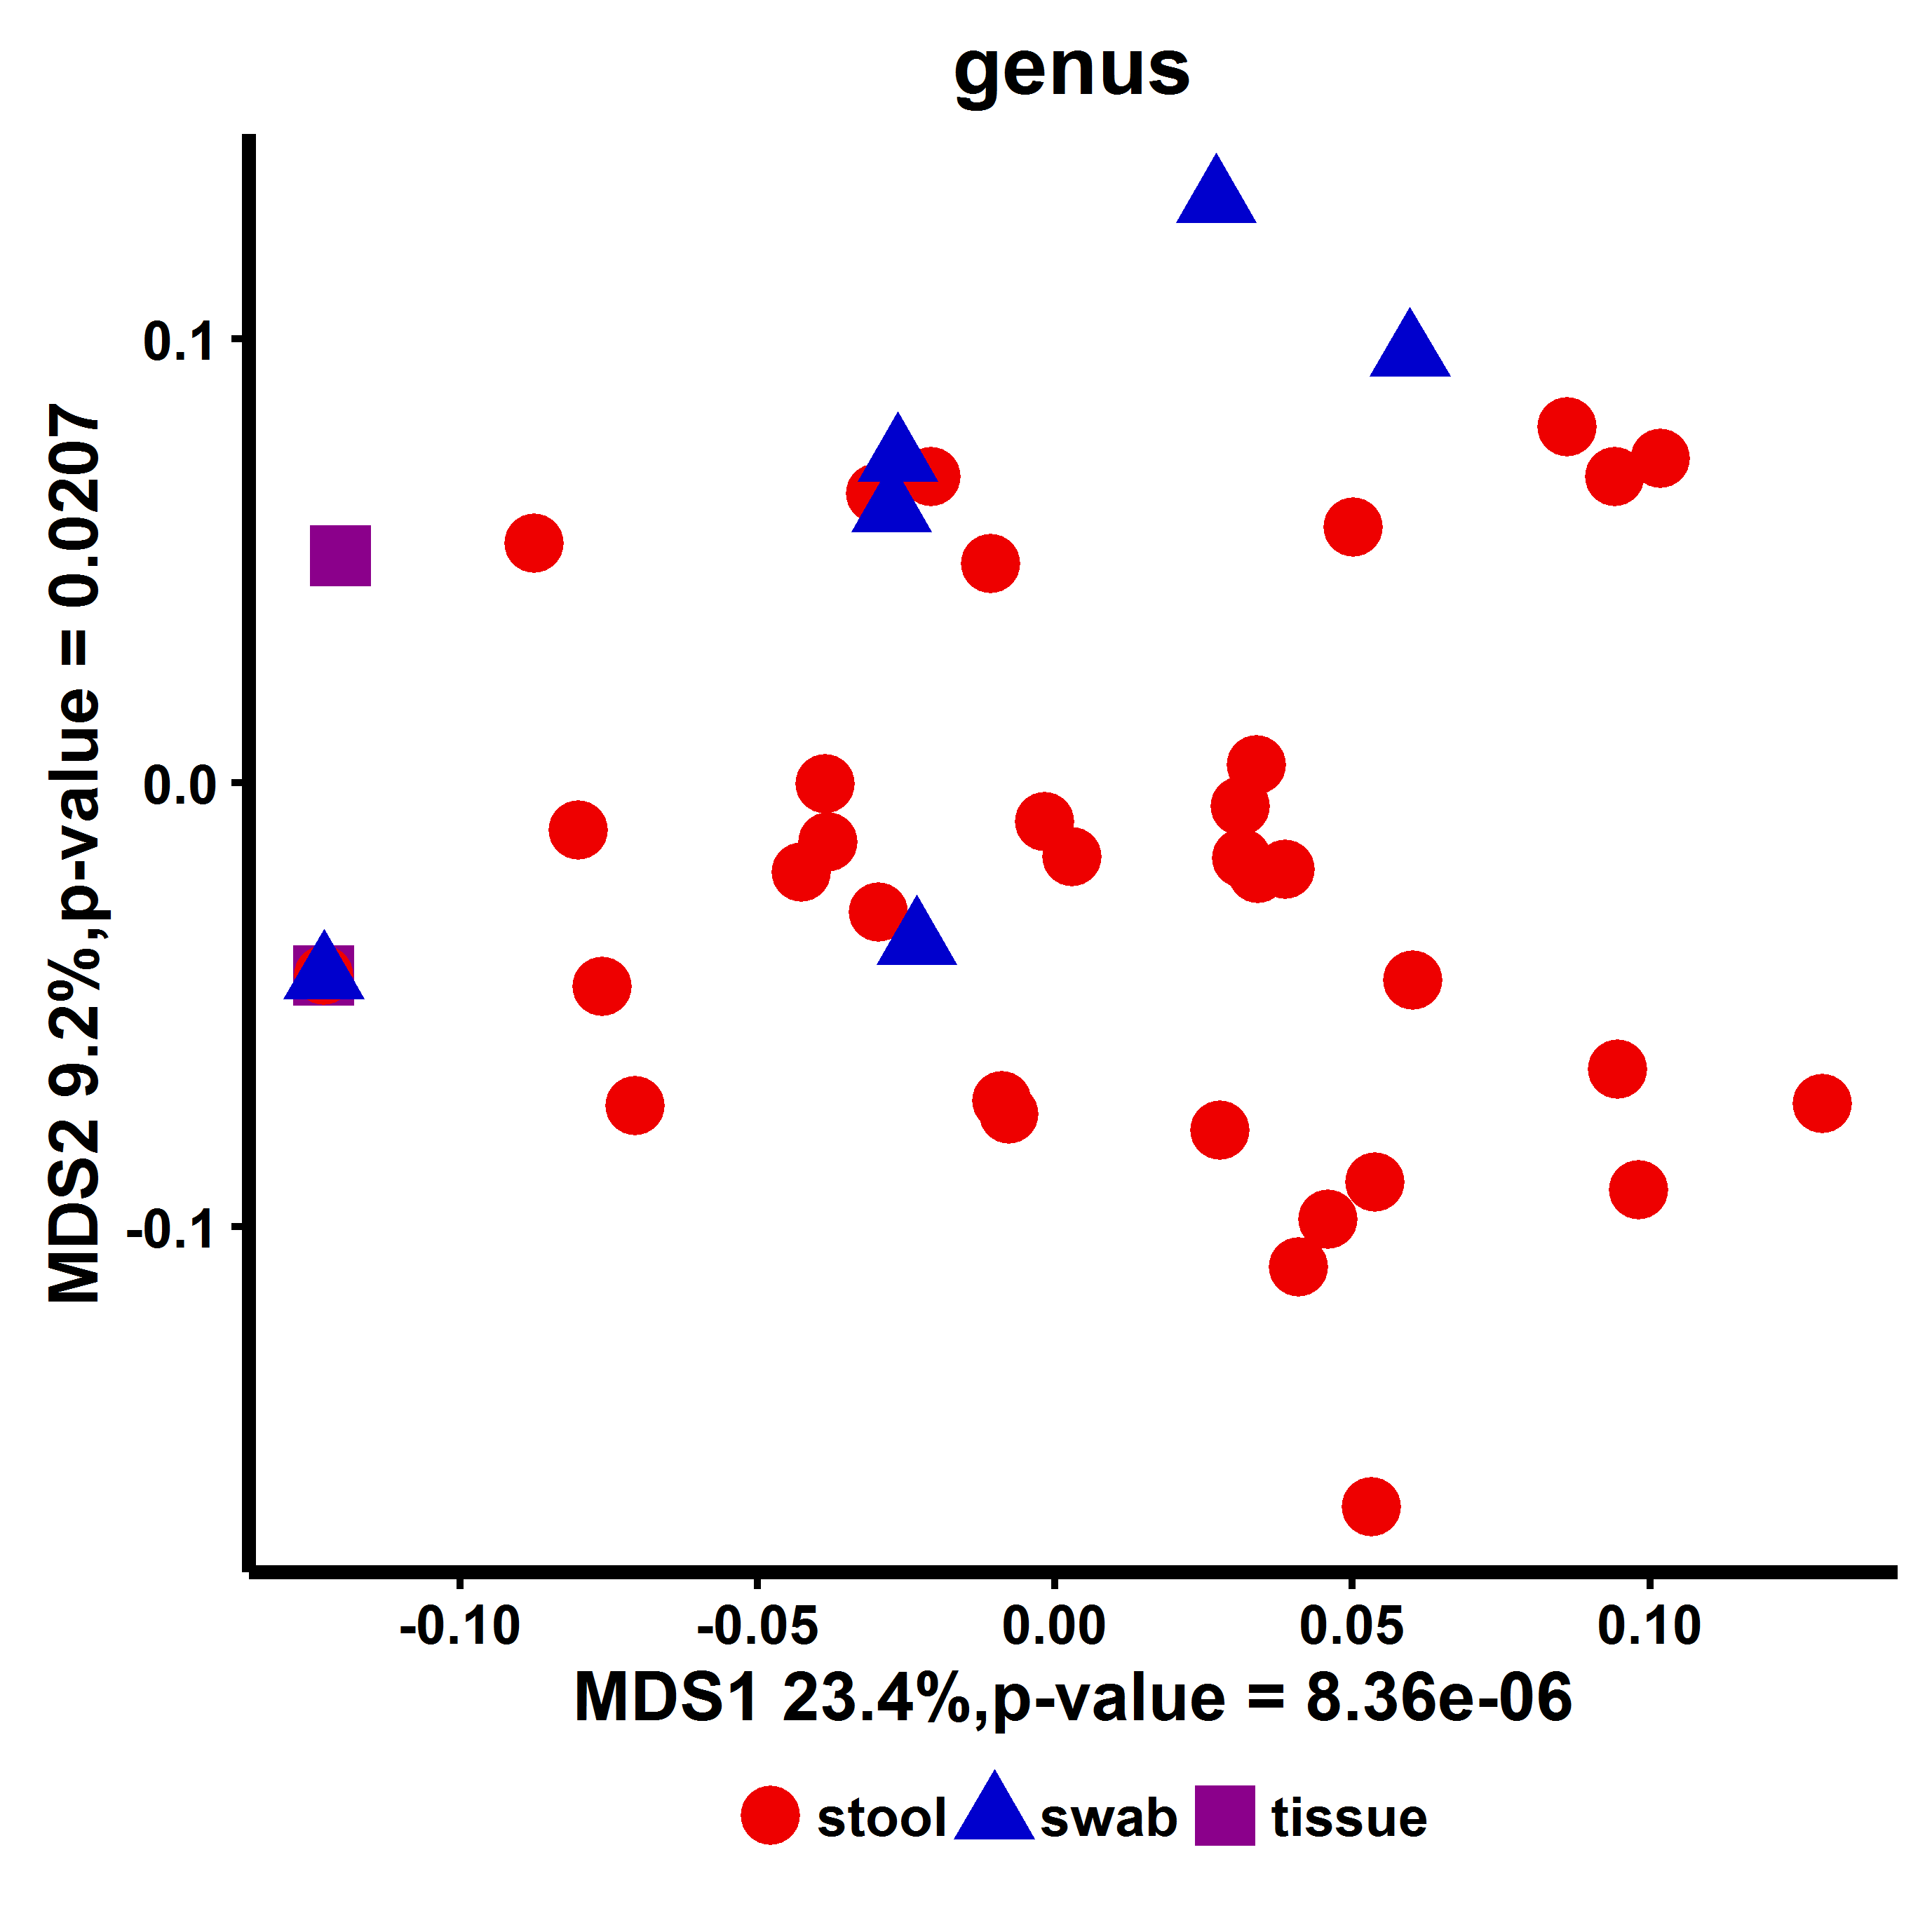 genus
0.1
0.0
-0.1
MDS2 9.2%,p-value = 0.0207
-0.10 -0.05 0.00 0.05 0.10
MDS1 23.4%,p-value = 8.36e-06
stool swab tissue